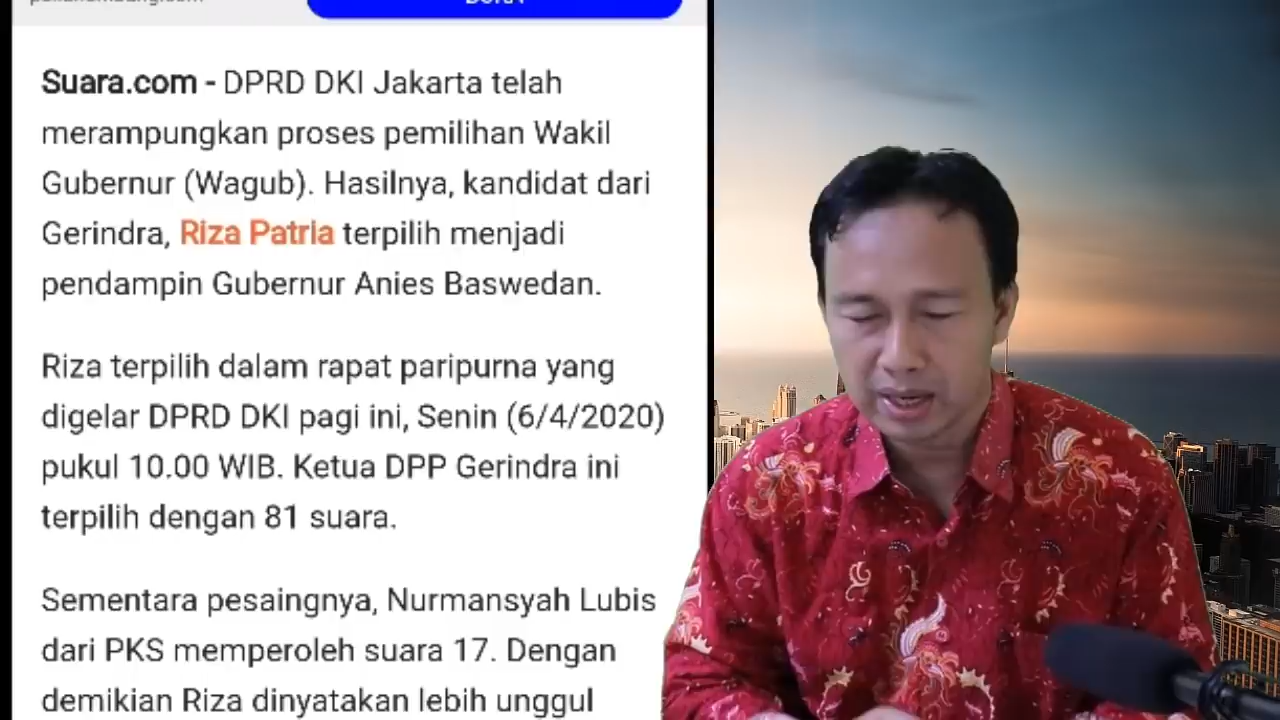 Suara.com - DPRD DKI Jakarta telah
merampungkan proses pemilihan Wakil
Gubernur (Wagub). Hasilnya, kandidat dari
Gerindra, Riza Patria terpilih menjadi
pendampin Gubernur Anies Baswedan.
Riza terpilih dalam rapat paripurna yang
digelar DPRD DKI pagi ini, Senin (6/4/2020)
pukul 10.00 WIB. Ketua DPP Gerindra ini
terpilih dengan 81 suara.
Sementara pesaingnya, Nurmansyah Lubis
dari PKS memperoleh suara 17. Dengan
demikian Riza dinyatakan lebih unggul